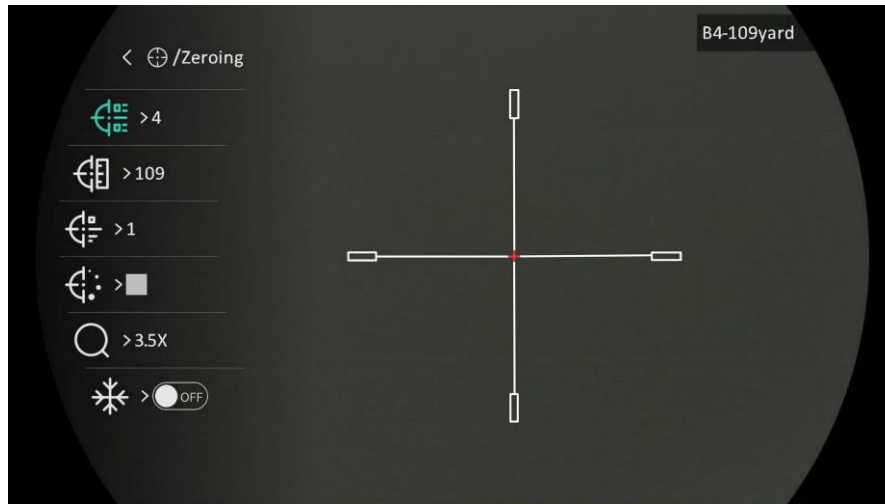 B4-109yard
< /Zeroing
>4
>109
>1
>
>3.5X
> OFF